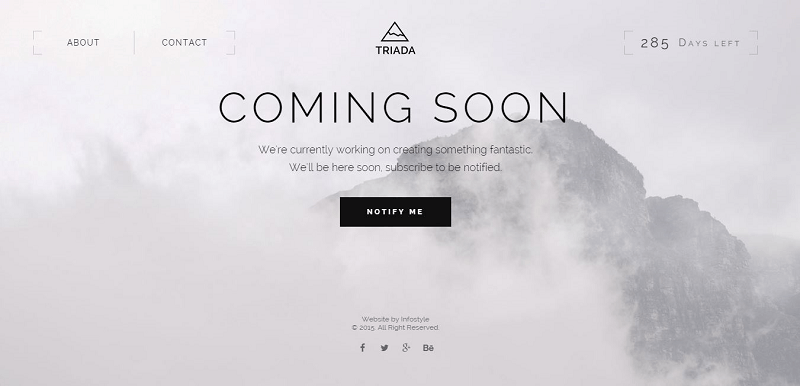 ABOUT
CONTACT
TRIADA
285 DAYS LEFT
COMING SOON
We're currently working on creating something fantastic.
We'll be here soon, subscribe to be notified.
NOTIFY ME
Website by Infostyle
© 2015. All Right Reserved.
f
g+
Bē